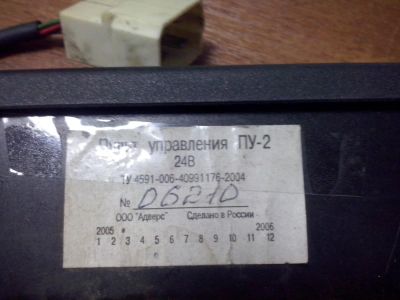 Пульт управления ПУ-2
24В
ТУ 4591-006-40991176-2004
№ 06210
ООО "Адверс" Сделано в России
2005 2006
1 2 3 4 5 6 7 8 9 10 11 12